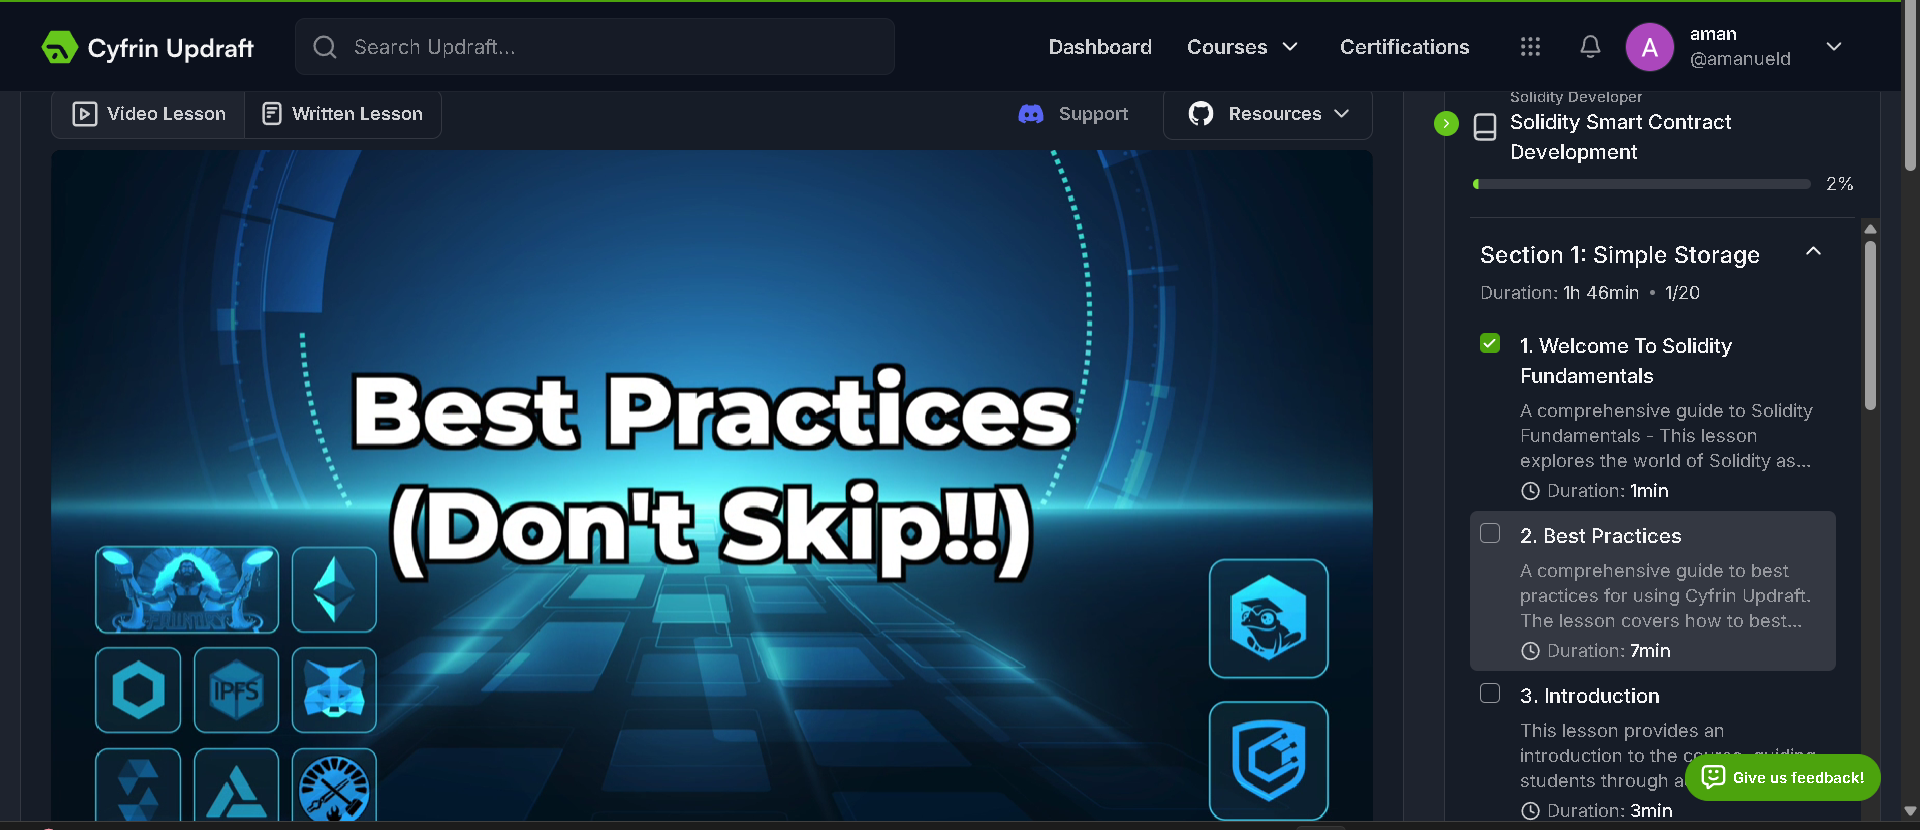 Cyfrin Updraft
Search Updraft...
Dashboard
Courses
Certifications
A
aman
@amanueld
Video Lesson
Written Lesson
Support
Resources
Best Practices
(Don't Skip!!)
IPFS
Solidity Developer
Solidity Smart Contract
Development
2%
Section 1: Simple Storage
Duration: 1h 46min • 1/20
1. Welcome To Solidity
Fundamentals
A comprehensive guide to Solidity
Fundamentals - This lesson
explores the world of Solidity as...
Duration: 1min
2. Best Practices
A comprehensive guide to best
practices for using Cyfrin Updraft.
The lesson covers how to best...
Duration: 7min
3. Introduction
This lesson provides an
introduction to the course, guiding
students through a
Duration: 3min
Give us feedback!